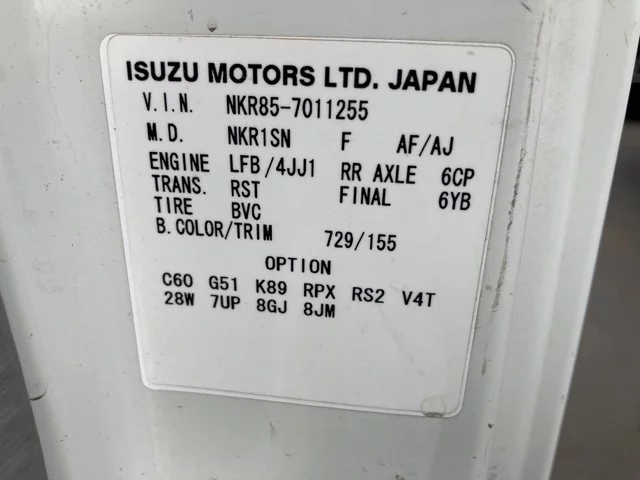 ISUZU MOTORS LTD. JAPAN
V.I.N. NKR85-7011255
M.D. NKR1SN F AF/AJ
ENGINE LFB/4JJ1 RR AXLE 6CP
TRANS. RST FINAL 6YB
TIRE BVC
B.COLOR/TRIM 729/155
OPTION
C60 G51 K89 RPX RS2 V4T
28W 7UP 8GJ 8JM